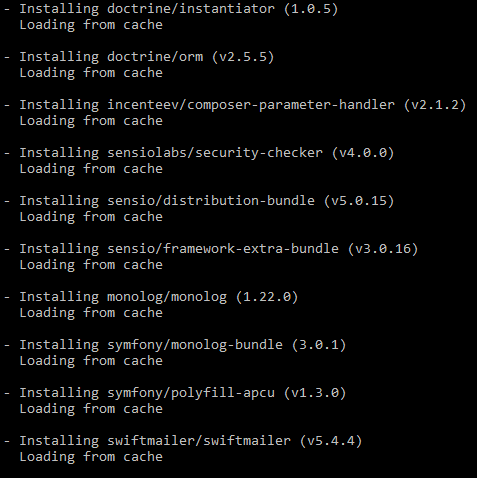 - Installing doctrine/instantiator (1.0.5)
Loading from cache
- Installing doctrine/orm (v2.5.5)
Loading from cache
- Installing incenteev/composer-parameter-handler (v2.1.2)
Loading from cache
- Installing sensiolabs/security-checker (v4.0.0)
Loading from cache
- Installing sensio/distribution-bundle (v5.0.15)
Loading from cache
- Installing sensio/framework-extra-bundle (v3.0.16)
Loading from cache
- Installing monolog/monolog (1.22.0)
Loading from cache
- Installing symfony/monolog-bundle (3.0.1)
Loading from cache
- Installing symfony/polyfill-apcu (v1.3.0)
Loading from cache
- Installing swiftmailer/swiftmailer (v5.4.4)
Loading from cache